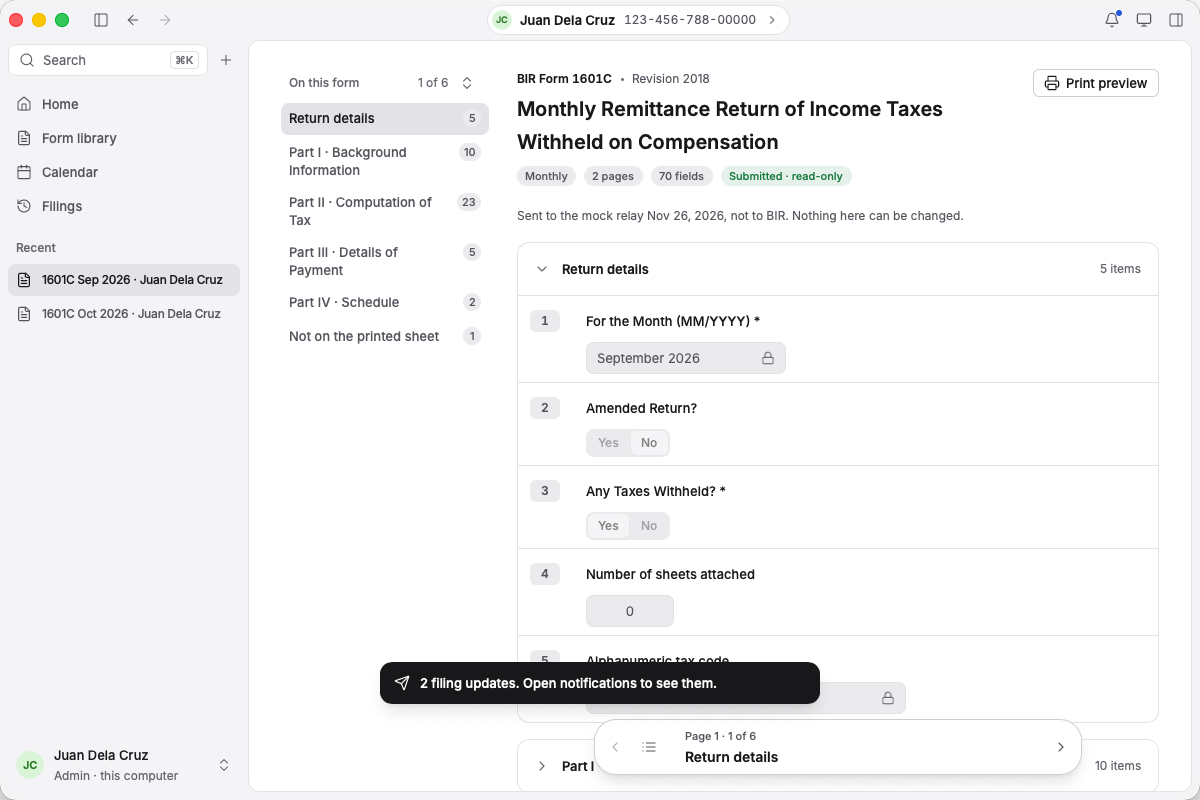 JC Juan Dela Cruz 123-456-788-00000
Search ⌘K
Home
Form library
Calendar
Filings
Recent
1601C Sep 2026 · Juan Dela Cruz
1601C Oct 2026 · Juan Dela Cruz
JC Juan Dela Cruz
Admin · this computer
On this form 1 of 6
Return details 5
Part I · Background 10
Information
Part II · Computation of 23
Tax
Part III · Details of 5
Payment
Part IV · Schedule 2
Not on the printed sheet 1
BIR Form 1601C • Revision 2018
Print preview
Monthly Remittance Return of Income Taxes
Withheld on Compensation
Monthly 2 pages 70 fields Submitted · read-only
Sent to the mock relay Nov 26, 2026, not to BIR. Nothing here can be changed.
Return details 5 items
1 For the Month (MM/YYYY) *
September 2026
2 Amended Return?
Yes No
3 Any Taxes Withheld? *
Yes No
4 Number of sheets attached
0
5 Alphanumeric tax code
2 filing updates. Open notifications to see them.
Page 1 · 1 of 6
Return details
Part I 10 items